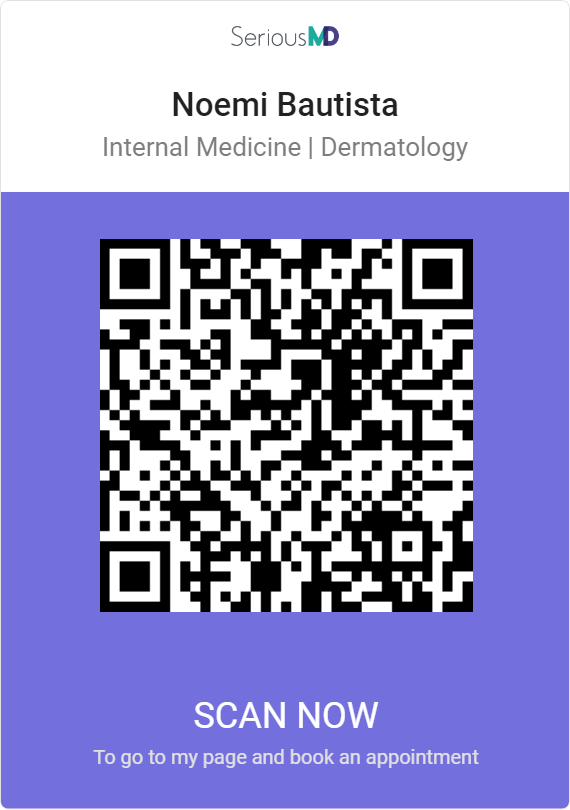 SeriousMD
Noemi Bautista
Internal Medicine | Dermatology
SCAN NOW
To go to my page and book an appointment